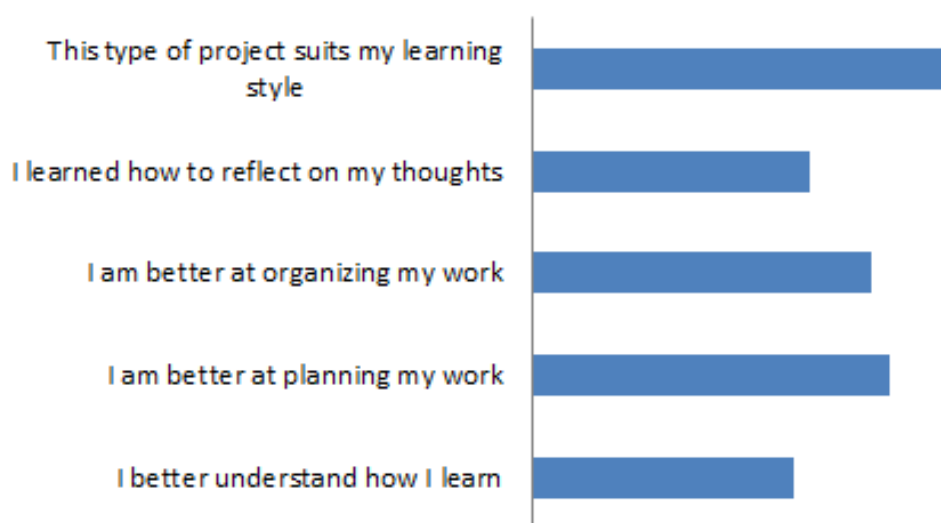 This type of project suits my learning
style
I learned how to reflect on my thoughts
I am better at organizing my work
I am better at planning my work
I better understand how I learn